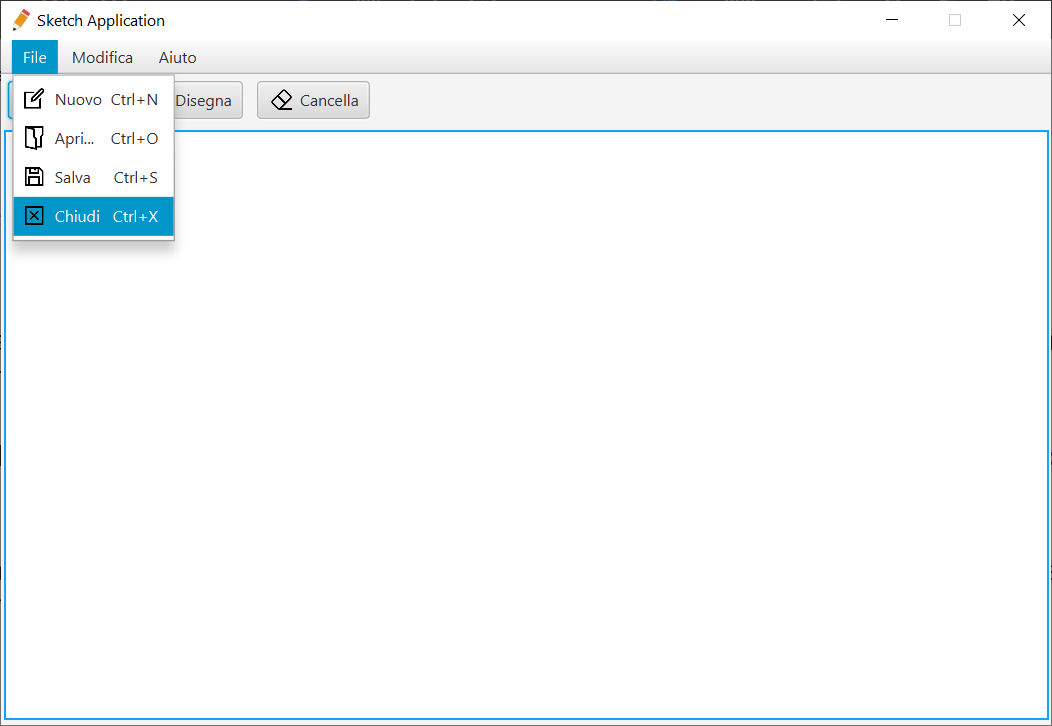 Sketch Application
File Modifica Aiuto
Nuovo Ctrl+N
Apri... Ctrl+O
Salva Ctrl+S
Chiudi Ctrl+X
Disegna Cancella